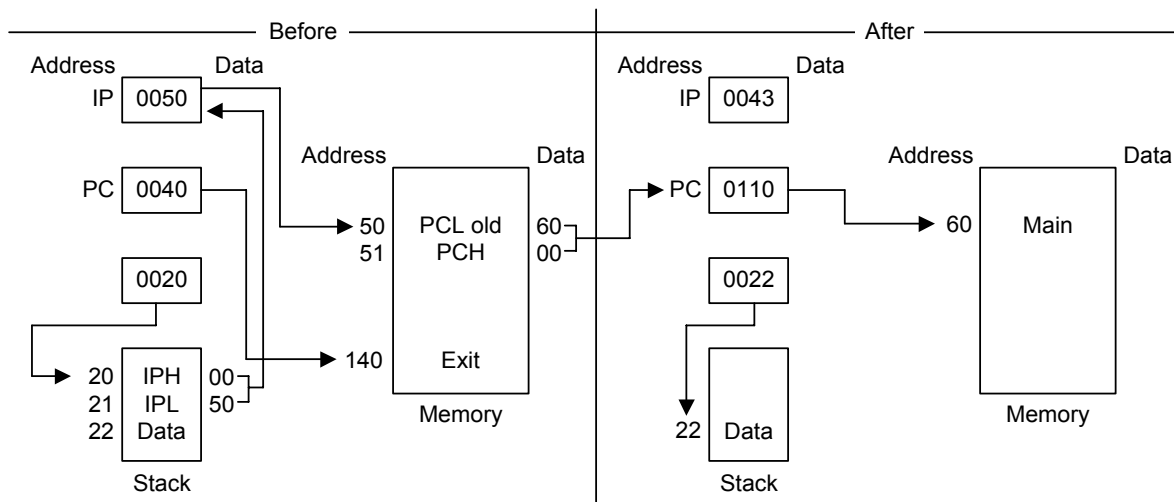 Before
After
Address Data
IP 0050
PC 0040
0020
20 IPH 00
21 IPL 50
22 Data
Stack
Address Data
50 PCL old 60
51 PCH 00
140 Exit
Memory
Address Data
IP 0043
PC 0110
0022
22 Data
Stack
Address Data
60 Main
Memory